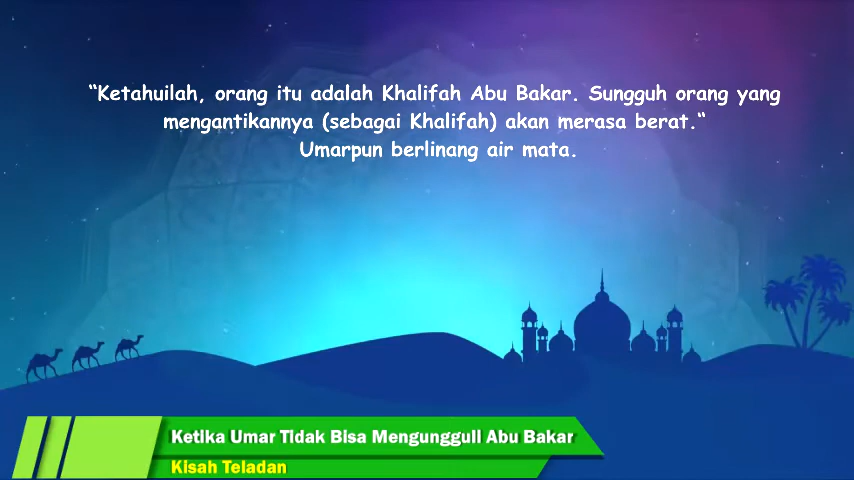 “Ketahuilah, orang itu adalah Khalifah Abu Bakar. Sungguh orang yang
mengantikannya (sebagai Khalifah) akan merasa berat.“
Umarpun berlinang air mata.
Ketika Umar Tidak Bisa Mengungguli Abu Bakar
Kisah Teladan